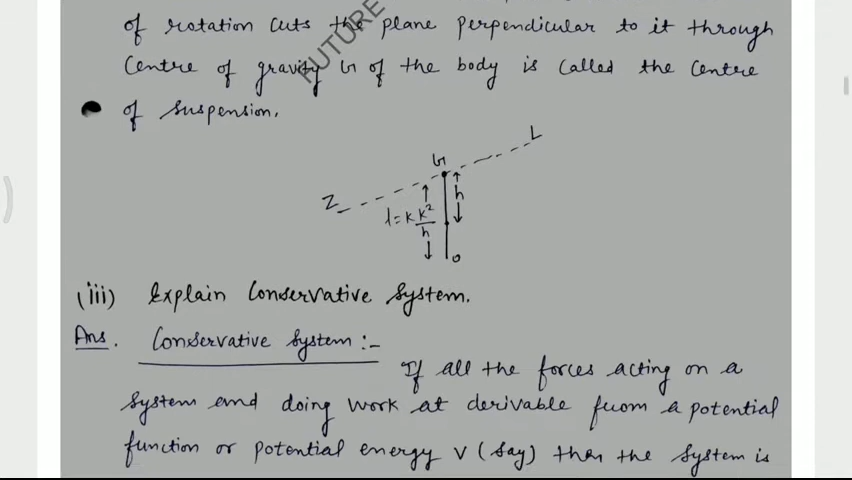 of rotation cuts the plane perpendicular to it through
Centre of gravity G of the body is called the Centre
of suspension.
L
G
Z
h
l = k k²/h
O
(iii) Explain Conservative System.
Ans. Conservative System :-
If all the forces acting on a
System and doing work at derivable from a potential
function or potential energy V (Say) then the System is